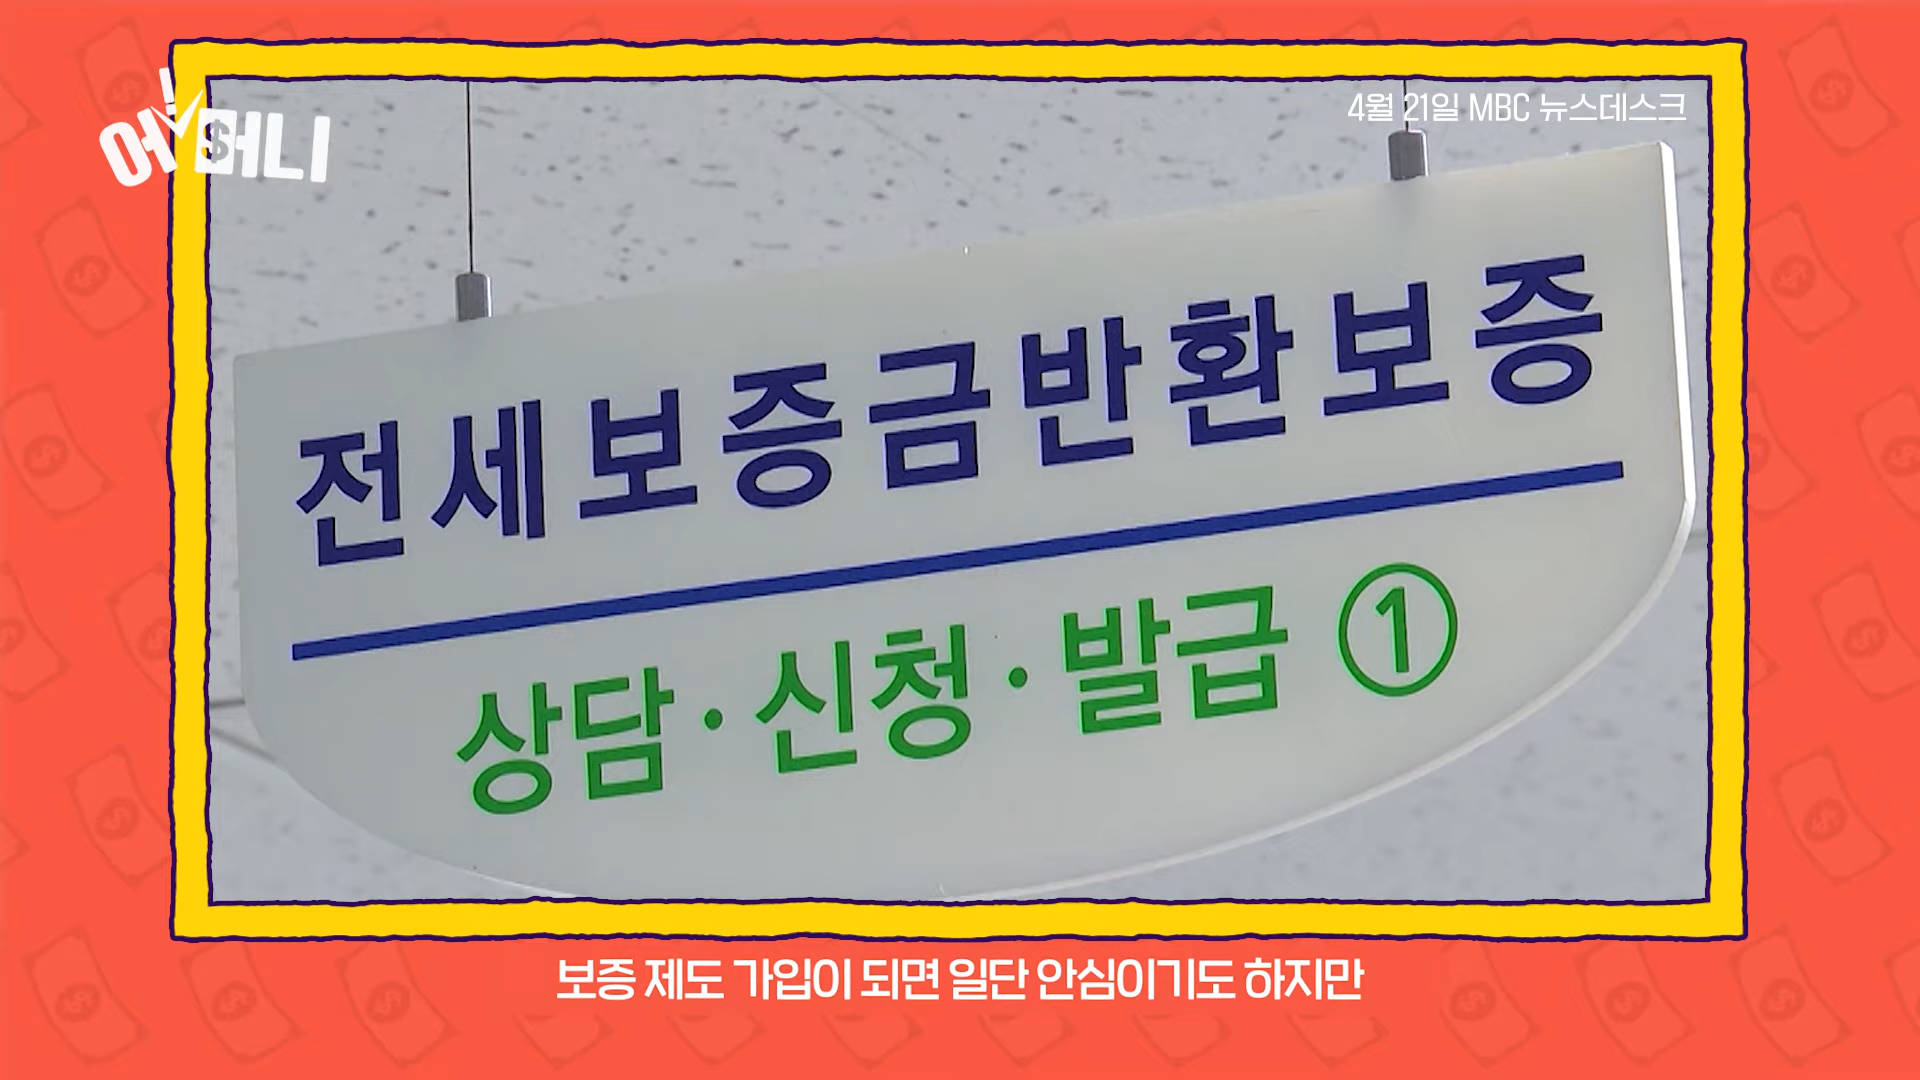 어!머니
4월 21일 MBC 뉴스데스크
전세보증금반환보증
상담·신청·발급 ①
보증 제도 가입이 되면 일단 안심이기도 하지만